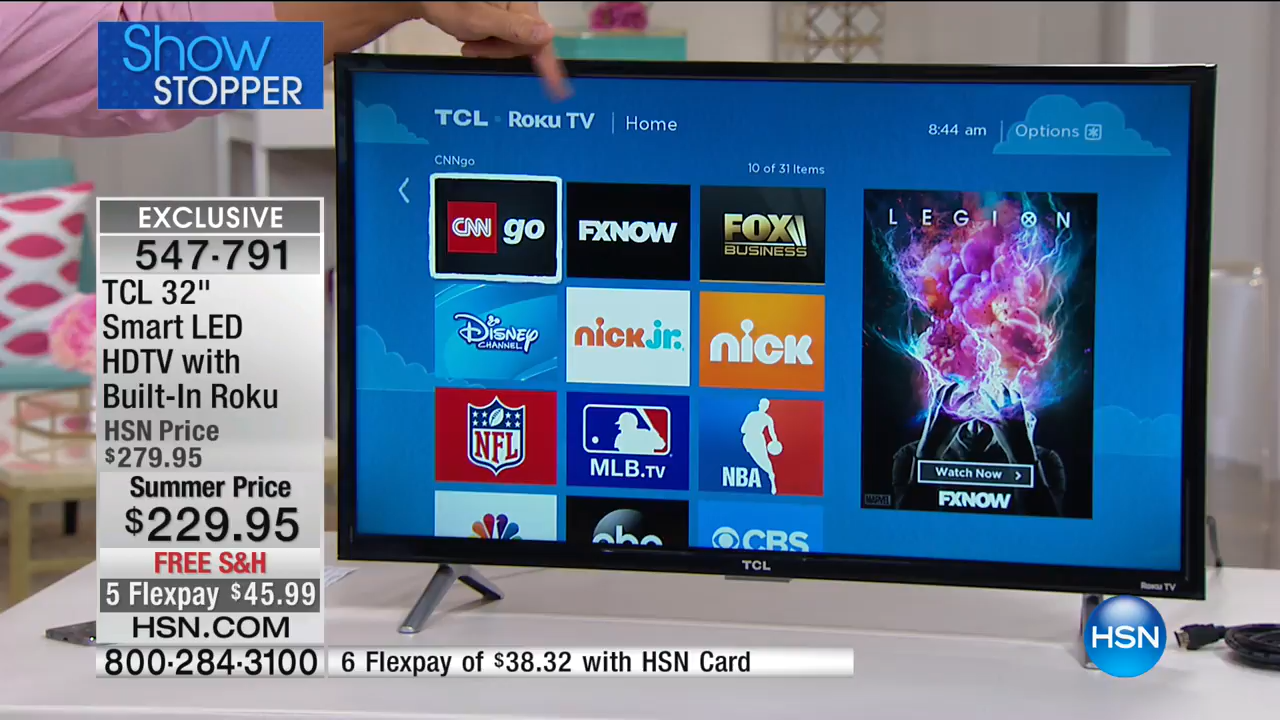 Show
STOPPER
EXCLUSIVE
547·791
TCL 32"
Smart LED
HDTV with
Built-In Roku
HSN Price
$279.95
Summer Price
$229.95
FREE S&H
5 Flexpay $45.99
HSN.COM
800·284·3100
6 Flexpay of $38.32 with HSN Card
TCL · Roku TV | Home
8:44 am | Options
CNNgo
10 of 31 Items
CNN go
FXNOW
FOX
BUSINESS
Disney
CHANNEL
nick jr.
nick
NFL
MLB.TV
NBA
abc
CBS
LEGION
Watch Now
MARVEL
FXNOW
TCL
Roku TV
HSN